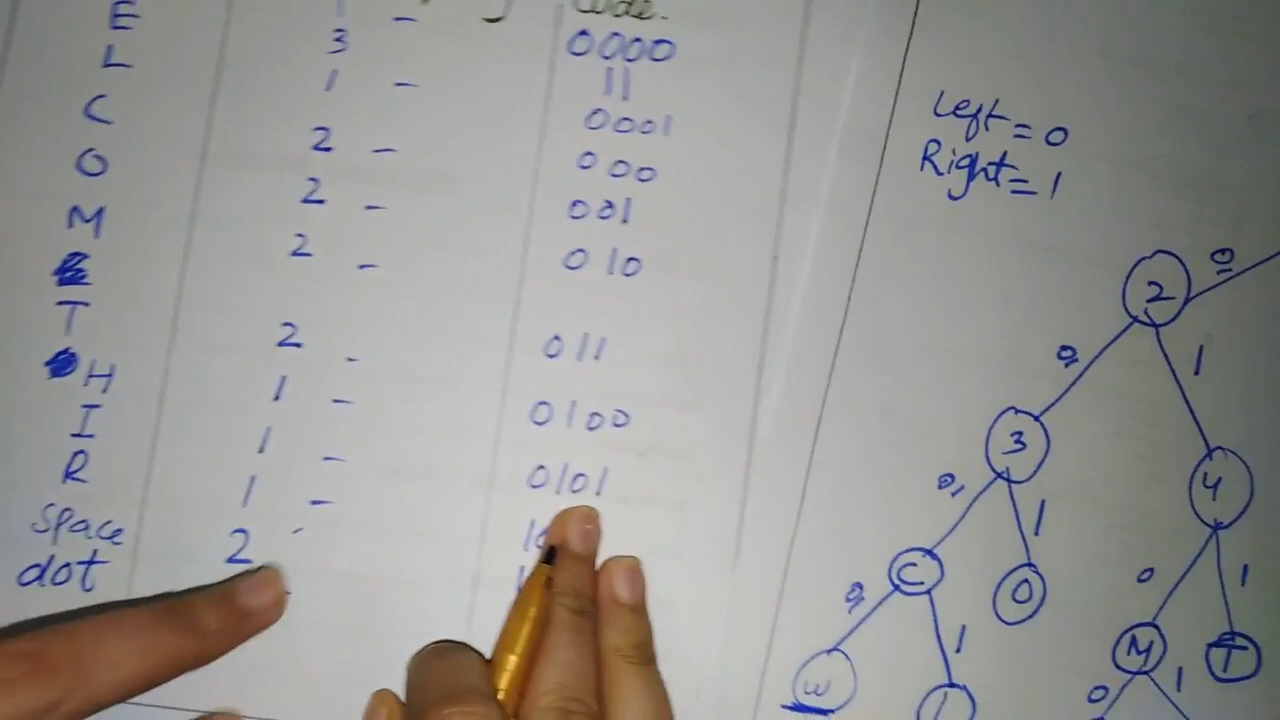 E 1 -
L 3 0000
C 1 - 11
O 2 - 0001
M 2 - 000
2 - 001
T 010
H 2 - 011
I 1 - 0100
R 1 - 0101
space 1 -
dot 2
Left = 0
Right = 1
2 0
0 1
3
4
0 1
0 1
C O
M T
0 1
0 1
W